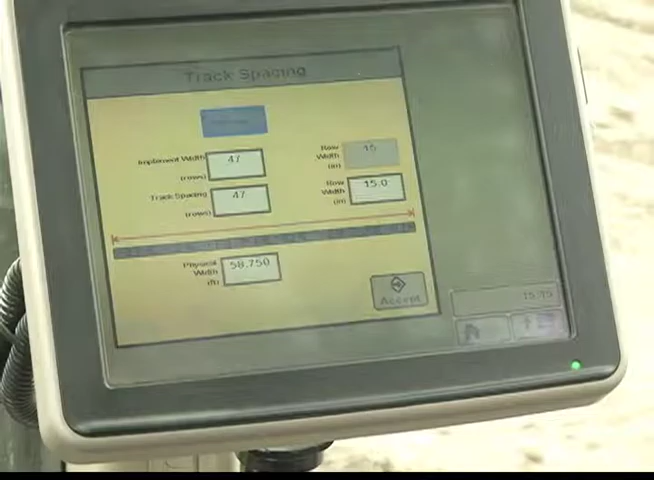 Track Spacing
Implement Width
(rows)
47
Row Width
(in)
15
Track Spacing
(rows)
47
Row Width
(in)
15.0
Physical Width
(ft)
58.750
Accept
15:15